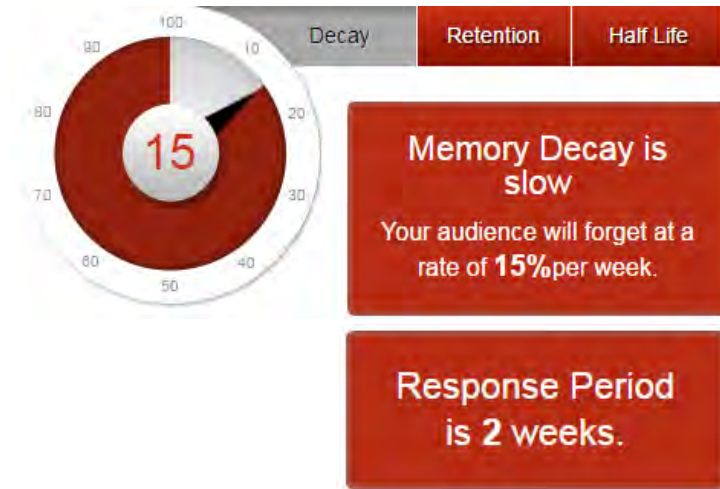 Decay
Retention
Half Life
100
90
10
80
20
15
70
30
60
40
50
Memory Decay is
slow
Your audience will forget at a
rate of 15%per week.
Response Period
is 2 weeks.